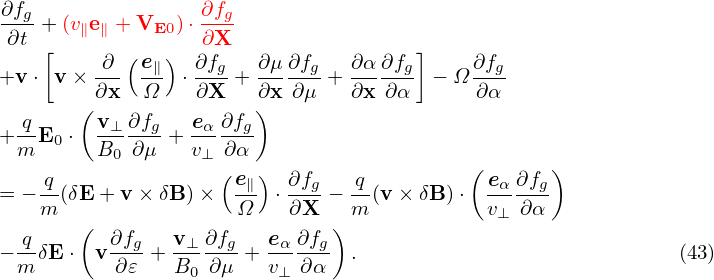 ∂f_g/∂t + (v_∥ e_∥ + V_E0) · ∂f_g/∂X
+v · [v × ∂/∂x (e_∥/Ω) · ∂f_g/∂X + ∂μ/∂x ∂f_g/∂μ + ∂α/∂x ∂f_g/∂α] − Ω ∂f_g/∂α
+ q/m E_0 · (v_⊥/B_0 ∂f_g/∂μ + e_α/v_⊥ ∂f_g/∂α)
= − q/m (δE + v × δB) × (e_∥/Ω) · ∂f_g/∂X − q/m (v × δB) · (e_α/v_⊥ ∂f_g/∂α)
− q/m δE · (v ∂f_g/∂ε + v_⊥/B_0 ∂f_g/∂μ + e_α/v_⊥ ∂f_g/∂α) . (43)